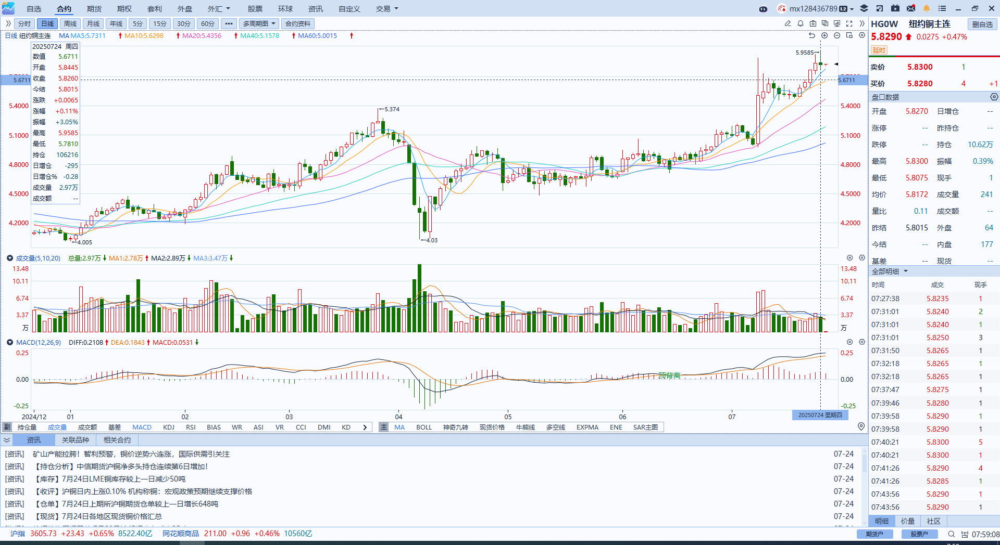 自选 合约 期货 期权 套利 外盘 外汇 股票 环球 资讯 自定义 交易 mx128436789 L2
分时 日线 周线 月线 年线 5分 15分 30分 60分 ••• 多周期图 合约资料
日线 纽约铜主连 MA MA5:5.7311 MA10:5.6298 MA20:5.4356 MA40:5.1578 MA60:5.0015
20250724 周四
数值 5.6711
开盘 5.8445
收盘 5.8260
今结 5.8015
涨跌 +0.0065
涨幅 +0.11%
振幅 +3.05%
最高 5.9585
最低 5.7810
持仓 106216
日增仓 -295
日增仓% -0.28
成交量 2.97万
成交额 --
5.6711
5.4000
5.1000
4.8000
4.5000
4.2000
5.9585
5.374
4.005
4.03
5.6711
5.4000
5.1000
4.8000
4.5000
4.2000
成交量(5,10,20) 总量:2.97万 MA1:2.78万 MA2:2.89万 MA3:3.47万
13.48
10.11
6.74
3.37
万
13.48
10.11
6.74
3.37
万
MACD(12,26,9) DIFF:0.2108 DEA:0.1843 MACD:0.0531
0.25
0.00
-0.25
顶背离
0.25
0.00
-0.25
2024/12 01 02 03 04 05 06 07 20250724 星期四
副 持仓量 成交量 成交额 基差 MACD KDJ RSI BIAS WR ASI VR CCI DMI KD 主 MA BOLL 神奇九转 现货价格 牛熊线 多空线 EXPMA ENE SAR主图
资讯 关联品种 相关合约
[资讯] 矿山产能拉胯！智利预警，铜价逆势六连涨，国际供需引关注 07-24
[资讯] 【持仓分析】中信期货沪铜净多头持仓连续第6日增加！ 07-24
[资讯] 【库存】7月24日LME铜库存较上一日减少50吨 07-24
[资讯] 【收评】沪铜日内上涨0.10% 机构称铜：宏观政策预期继续支撑价格 07-24
[资讯] 【仓单】7月24日上期所沪铜期货仓单较上一日增长648吨 07-24
[资讯] 【现货】7月24日各地区现货铜价格汇总 07-24
HG0W 纽约铜主连 删自选
5.8290 0.0275 +0.47%
延时
卖价 5.8300 1
买价 5.8280 4 +1
盘口数据
开盘 5.8270 日增仓 --
涨停 -- 昨持仓 --
跌停 -- 持仓 10.62万
最高 5.8300 振幅 0.39%
最低 5.8075 现手 1
均价 5.8172 成交量 241
量比 0.11 成交额 --
昨结 5.8015 外盘 64
今结 -- 内盘 177
基差 -- 现货 --
全部明细
时间 成交 现手
07:27:38 5.8235 1
07:31:01 5.8240 2
07:31:01 5.8240 1
07:31:01 5.8250 3
07:31:50 5.8265 1
07:32:18 5.8265 1
07:32:18 5.8265 1
07:37:47 5.8275 1
07:39:46 5.8280 1
07:39:58 5.8290 1
07:39:58 5.8290 1
07:40:21 5.8300 5
07:40:21 5.8300 1
07:41:26 5.8290 4
07:41:26 5.8285 1
07:43:56 5.8290 1
07:43:56 5.8290 1
明细 价量 社区
沪指 3605.73 +23.43 +0.65% 8522.40亿 同花顺商品 211.00 +0.96 +0.46% 10560亿 期货户 股票户 07:59:08